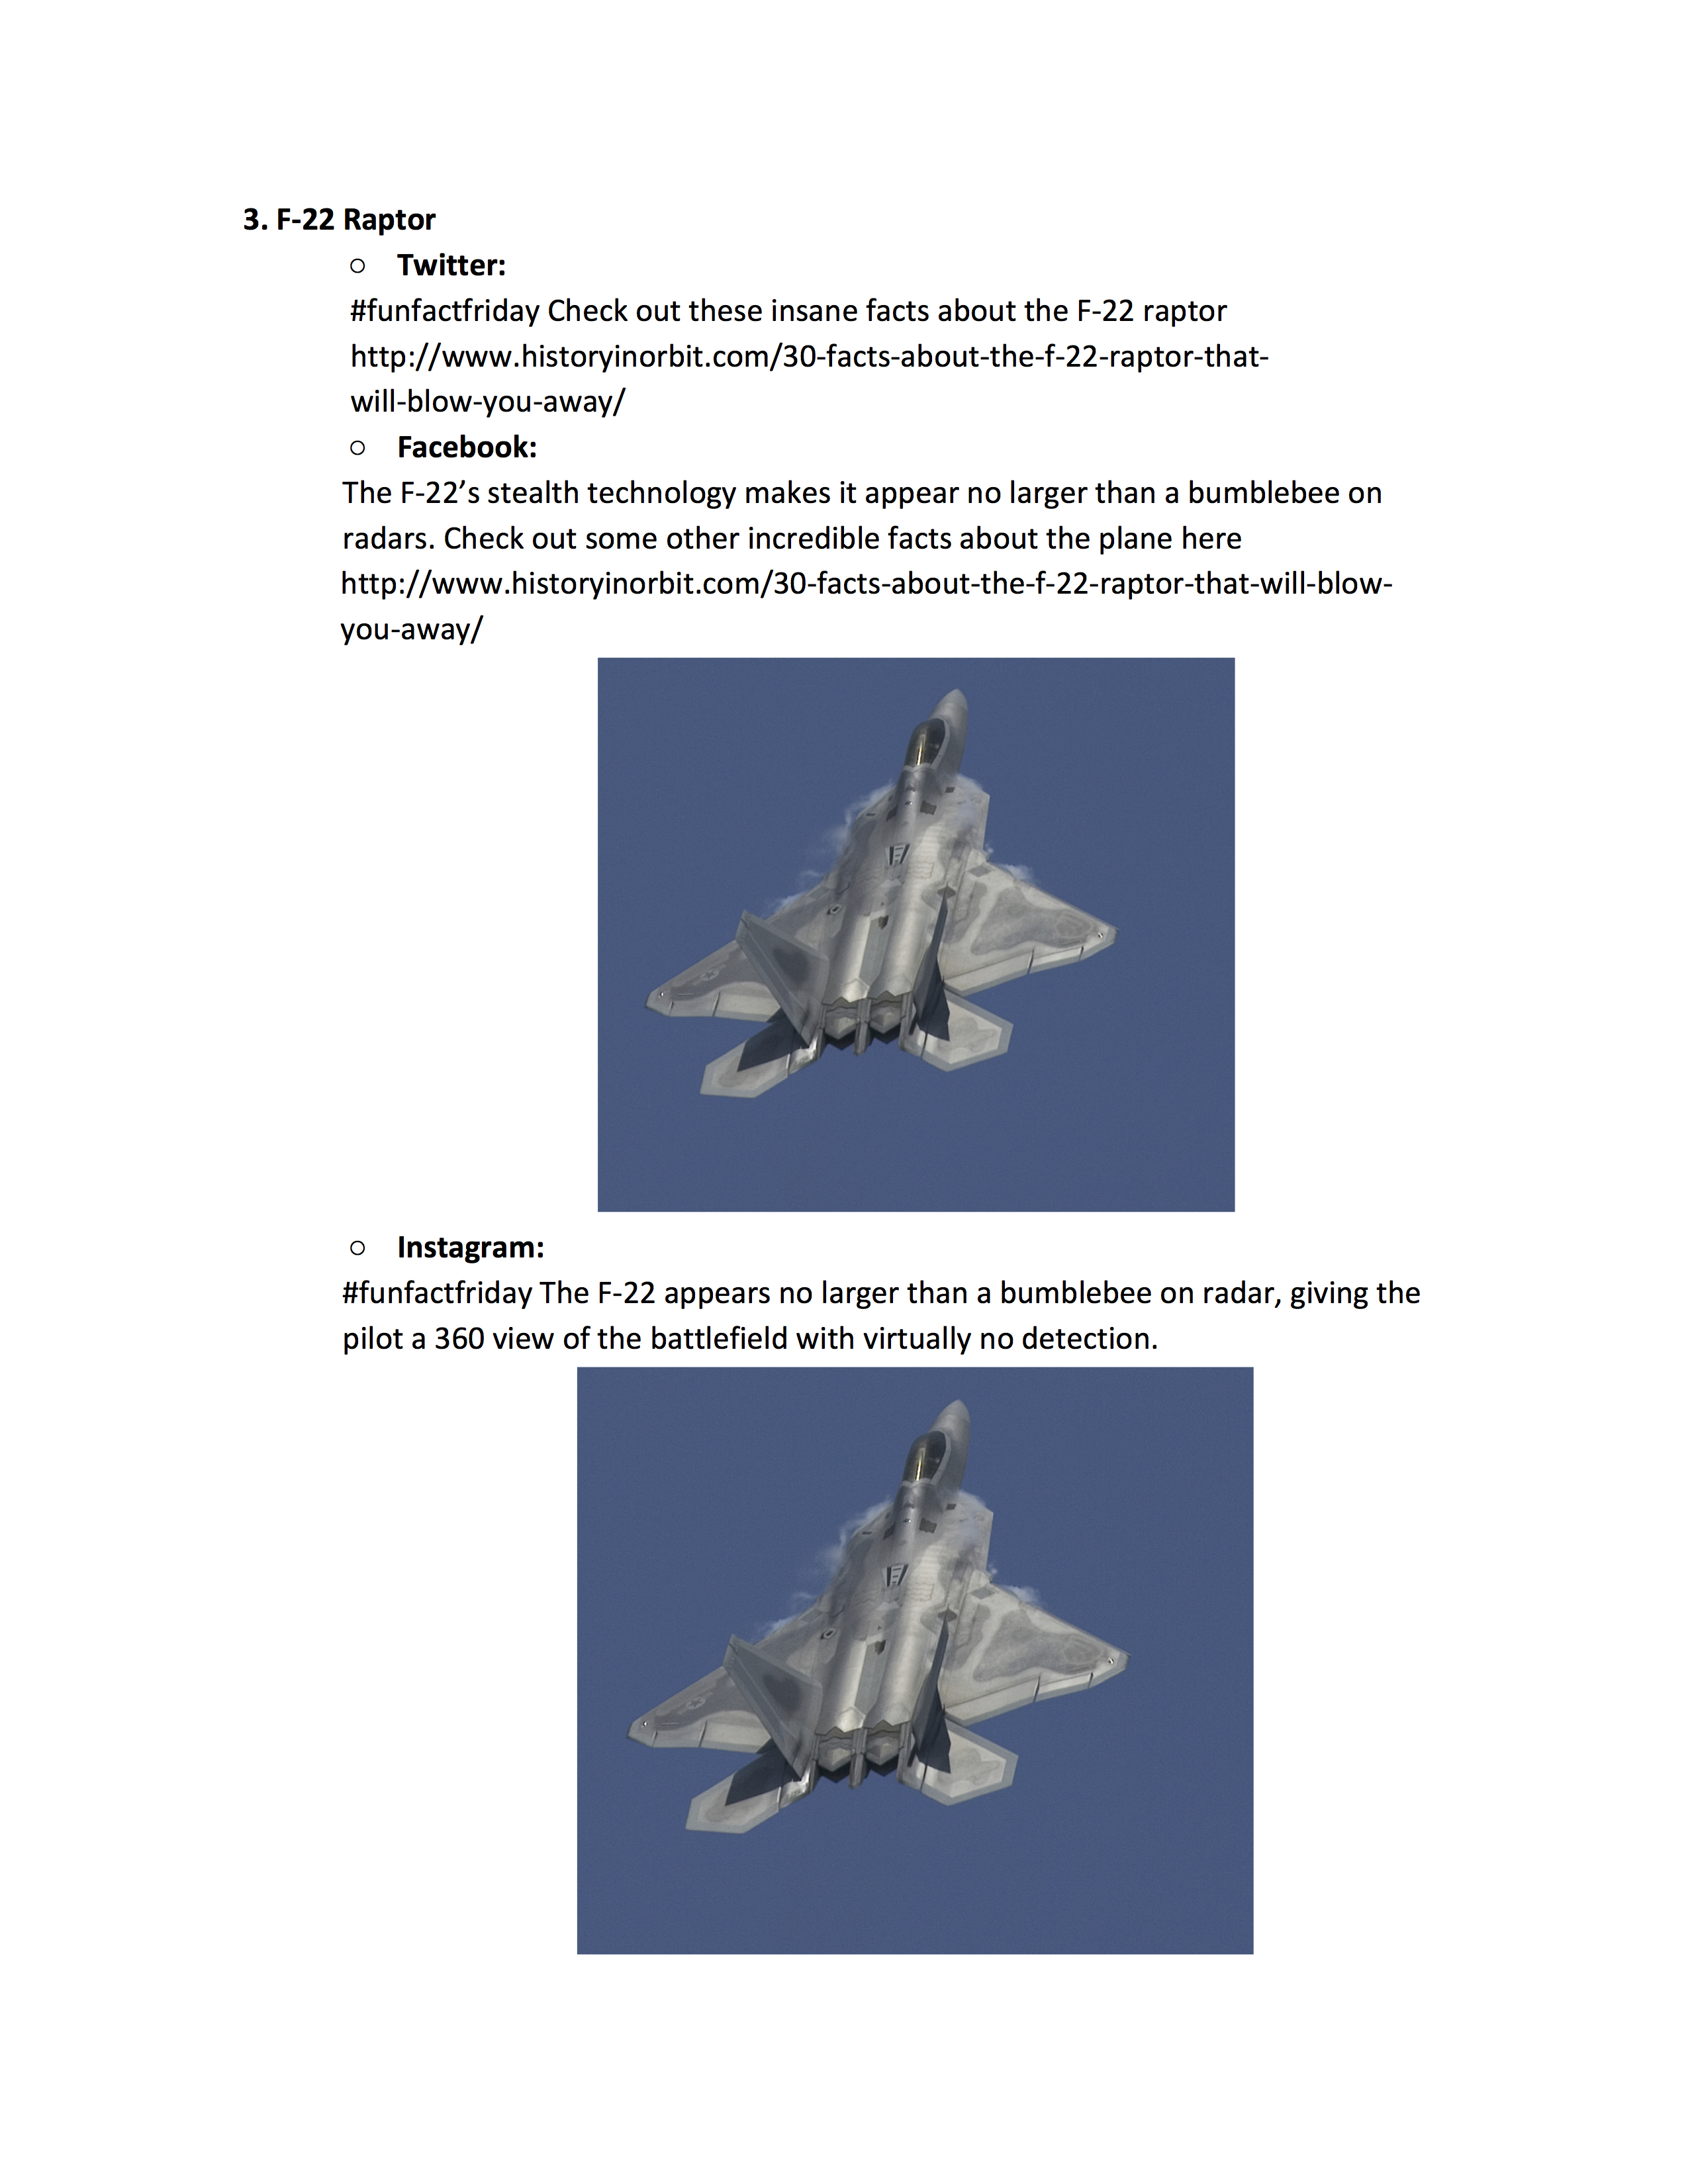 3. F-22 Raptor
○ Twitter:
#funfactfriday Check out these insane facts about the F-22 raptor
http://www.historyinorbit.com/30-facts-about-the-f-22-raptor-that-
will-blow-you-away/
○ Facebook:
The F-22’s stealth technology makes it appear no larger than a bumblebee on
radars. Check out some other incredible facts about the plane here
http://www.historyinorbit.com/30-facts-about-the-f-22-raptor-that-will-blow-
you-away/
○ Instagram:
#funfactfriday The F-22 appears no larger than a bumblebee on radar, giving the
pilot a 360 view of the battlefield with virtually no detection.